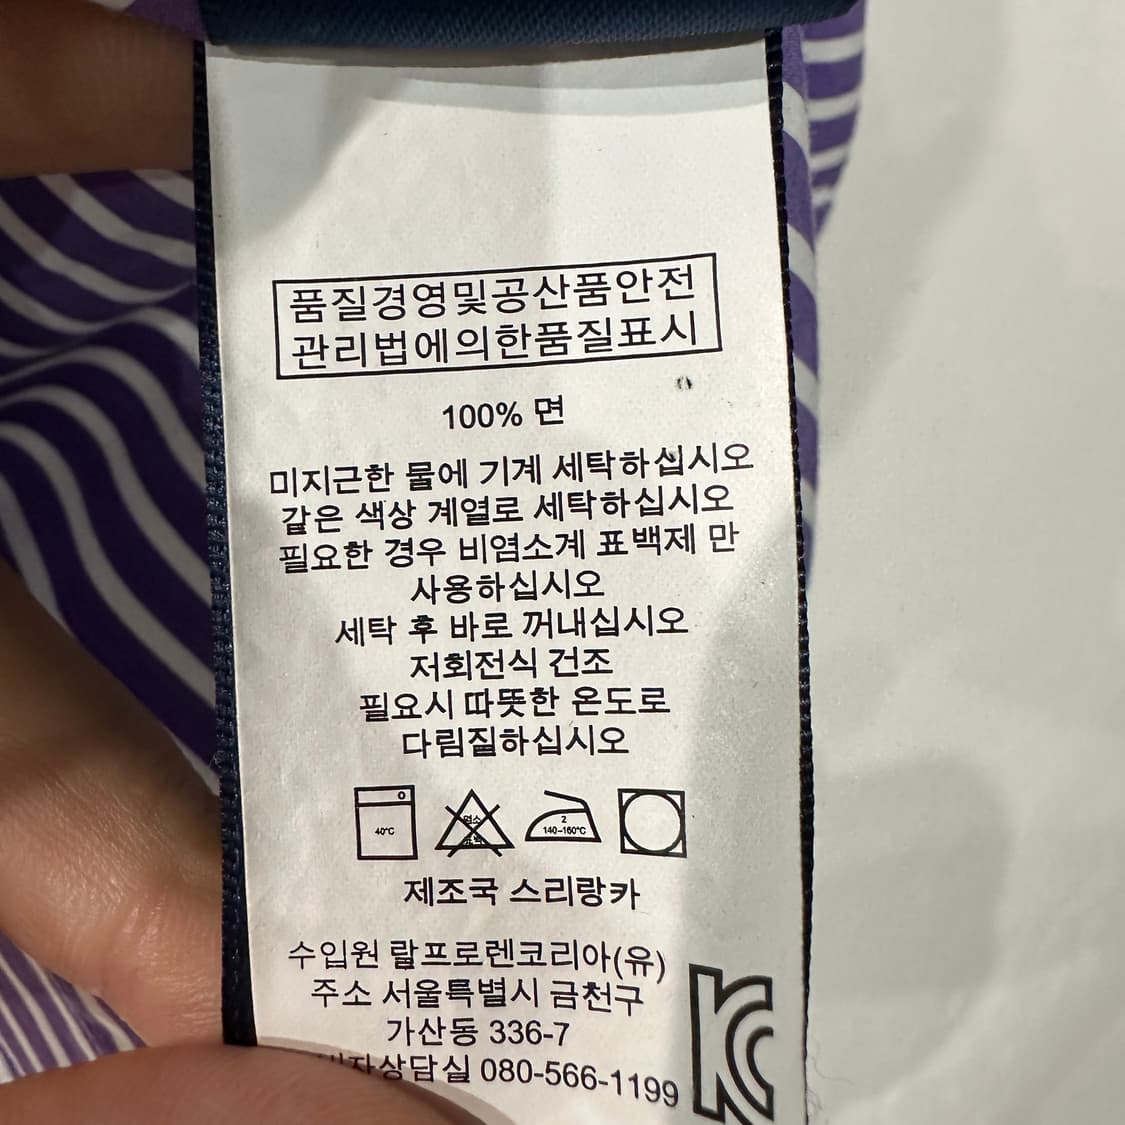 품질경영및공산품안전
관리법에의한품질표시
100% 면
미지근한 물에 기계 세탁하십시오
같은 색상 계열로 세탁하십시오
필요한 경우 비염소계 표백제 만
사용하십시오
세탁 후 바로 꺼내십시오
저회전식 건조
필요시 따뜻한 온도로
다림질하십시오
40°C
염소
표백
2
140~160°C
제조국 스리랑카
수입원 랄프로렌코리아(유)
주소 서울특별시 금천구
가산동 336-7
자상담실 080-566-1199